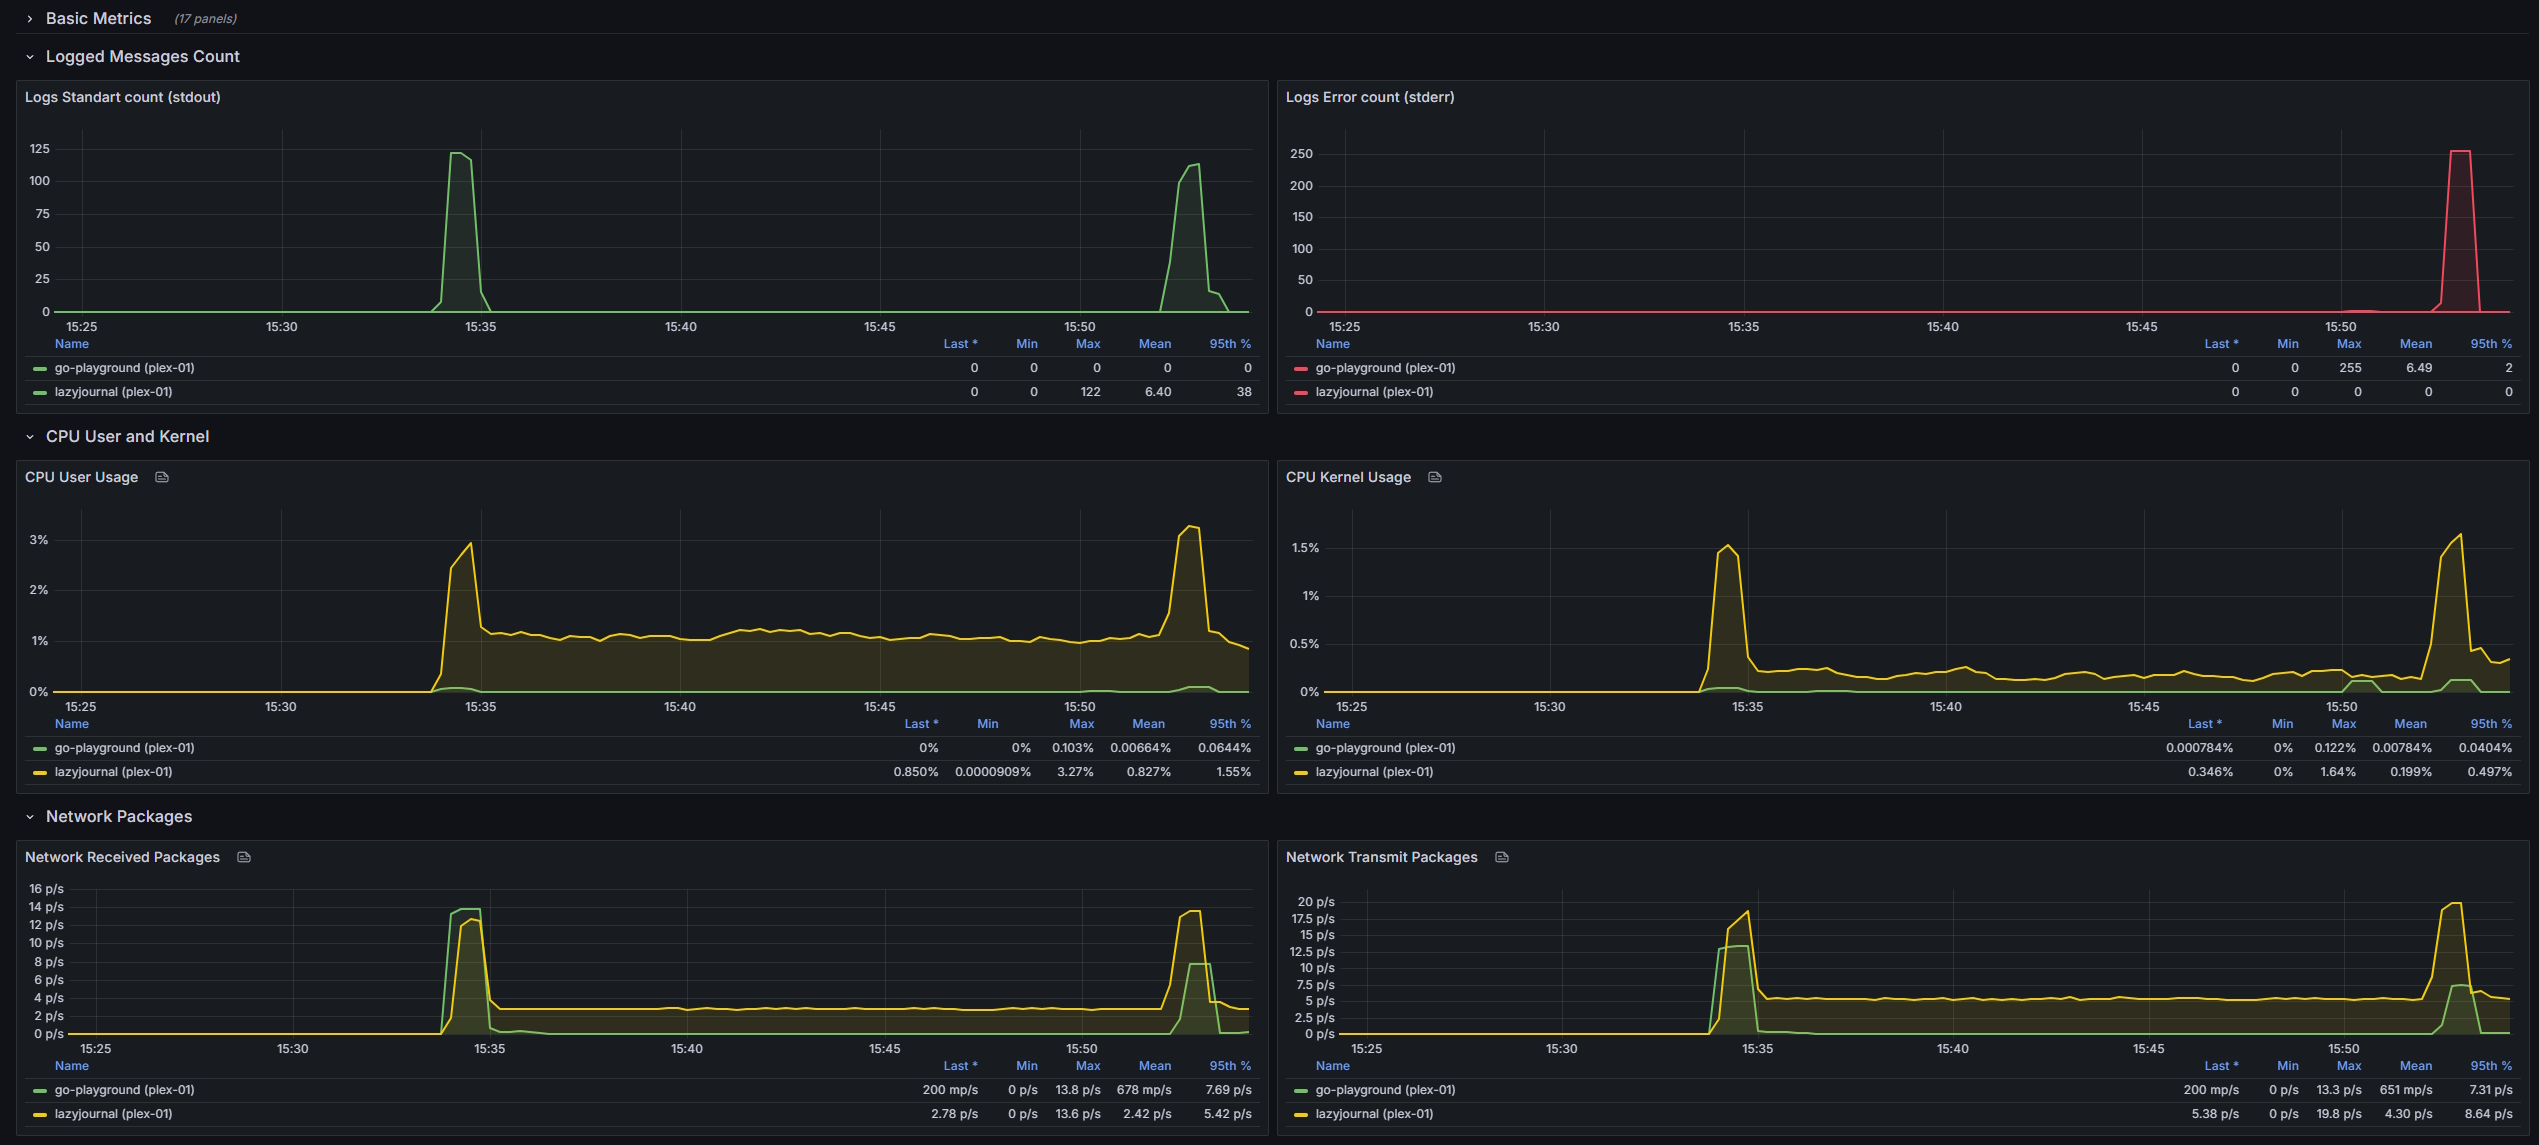 Basic Metrics (17 panels)
Logged Messages Count
Logs Standart count (stdout)
125
100
75
50
25
0
15:25 15:30 15:35 15:40 15:45 15:50
Name Last * Min Max Mean 95th %
go-playground (plex-01) 0 0 0 0 0
lazyjournal (plex-01) 0 0 122 6.40 38
Logs Error count (stderr)
250
200
150
100
50
0
15:25 15:30 15:35 15:40 15:45 15:50
Name Last * Min Max Mean 95th %
go-playground (plex-01) 0 0 255 6.49 2
lazyjournal (plex-01) 0 0 0 0 0
CPU User and Kernel
CPU User Usage
3%
2%
1%
0%
15:25 15:30 15:35 15:40 15:45 15:50
Name Last * Min Max Mean 95th %
go-playground (plex-01) 0% 0% 0.103% 0.00664% 0.0644%
lazyjournal (plex-01) 0.850% 0.0000909% 3.27% 0.827% 1.55%
CPU Kernel Usage
1.5%
1%
0.5%
0%
15:25 15:30 15:35 15:40 15:45 15:50
Name Last * Min Max Mean 95th %
go-playground (plex-01) 0.000784% 0% 0.122% 0.00784% 0.0404%
lazyjournal (plex-01) 0.346% 0% 1.64% 0.199% 0.497%
Network Packages
Network Received Packages
16 p/s
14 p/s
12 p/s
10 p/s
8 p/s
6 p/s
4 p/s
2 p/s
0 p/s
15:25 15:30 15:35 15:40 15:45 15:50
Name Last * Min Max Mean 95th %
go-playground (plex-01) 200 mp/s 0 p/s 13.8 p/s 678 mp/s 7.69 p/s
lazyjournal (plex-01) 2.78 p/s 0 p/s 13.6 p/s 2.42 p/s 5.42 p/s
Network Transmit Packages
20 p/s
17.5 p/s
15 p/s
12.5 p/s
10 p/s
7.5 p/s
5 p/s
2.5 p/s
0 p/s
15:25 15:30 15:35 15:40 15:45 15:50
Name Last * Min Max Mean 95th %
go-playground (plex-01) 200 mp/s 0 p/s 13.3 p/s 651 mp/s 7.31 p/s
lazyjournal (plex-01) 5.38 p/s 0 p/s 19.8 p/s 4.30 p/s 8.64 p/s